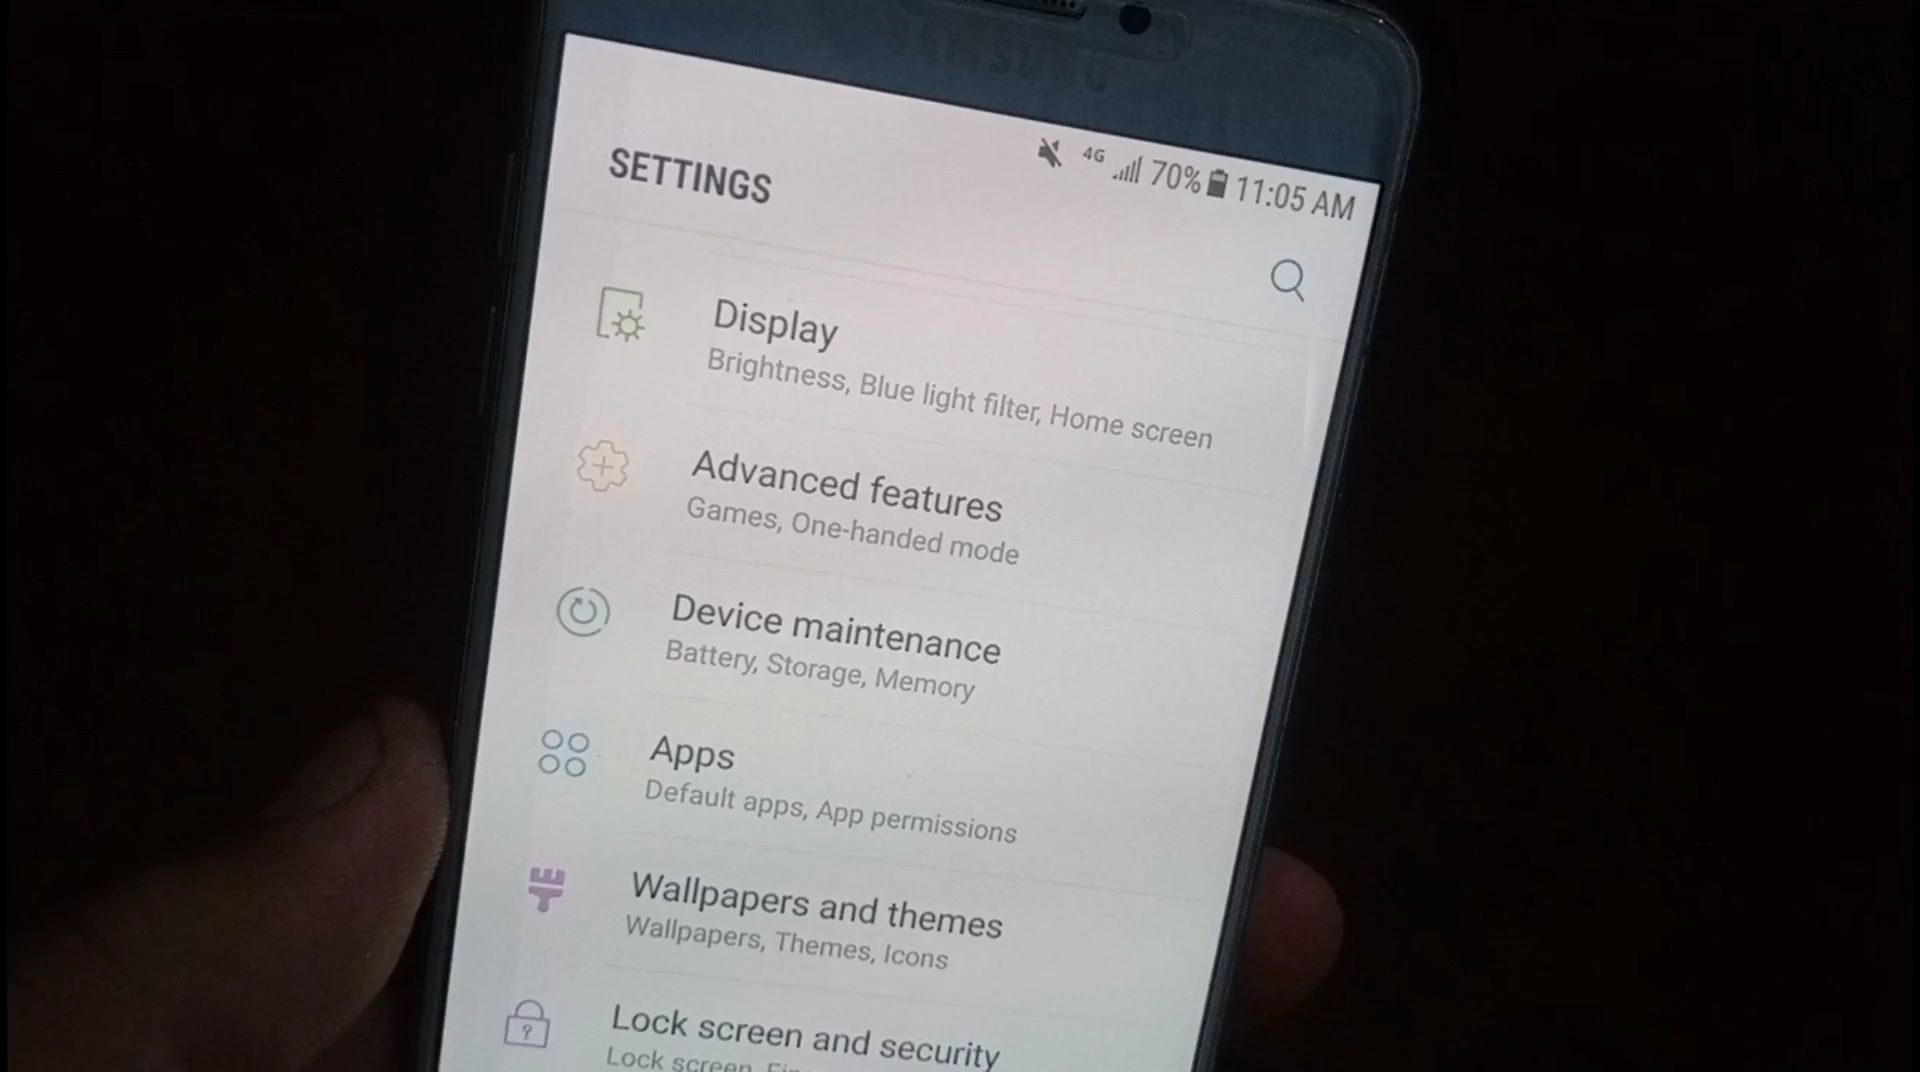 SAMSUNG
4G 70% 11:05 AM
SETTINGS
Display
Brightness, Blue light filter, Home screen
Advanced features
Games, One-handed mode
Device maintenance
Battery, Storage, Memory
Apps
Default apps, App permissions
Wallpapers and themes
Wallpapers, Themes, Icons
Lock screen and security
Lock screen,